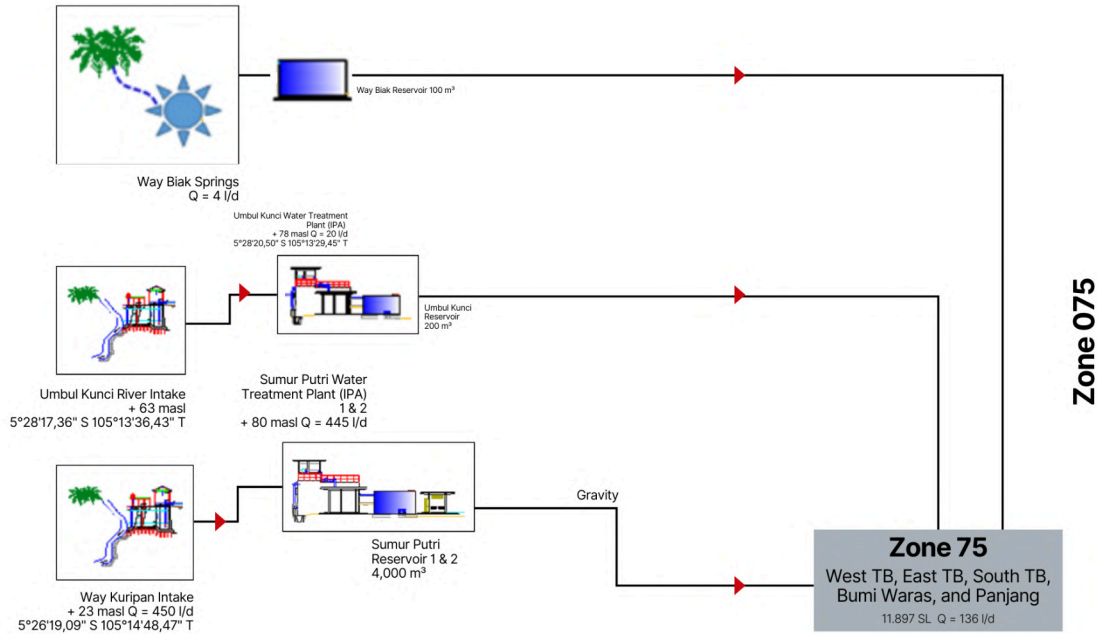 Way Biak Reservoir 100 m³
Way Biak Springs
Q = 4 l/d
Umbul Kunci Water Treatment
Plant (IPA)
+ 78 masl Q = 20 l/d
5°28'20,50" S 105°13'29,45" T
Umbul Kunci
Reservoir
200 m³
Umbul Kunci River Intake
+ 63 masl
5°28'17,36" S 105°13'36,43" T
Sumur Putri Water
Treatment Plant (IPA)
1 & 2
+ 80 masl Q = 445 l/d
Gravity
Sumur Putri
Reservoir 1 & 2
4,000 m³
Way Kuripan Intake
+ 23 masl Q = 450 l/d
5°26'19,09" S 105°14'48,47" T
Zone 75
West TB, East TB, South TB,
Bumi Waras, and Panjang
11.897 SL Q = 136 l/d
Zone 075